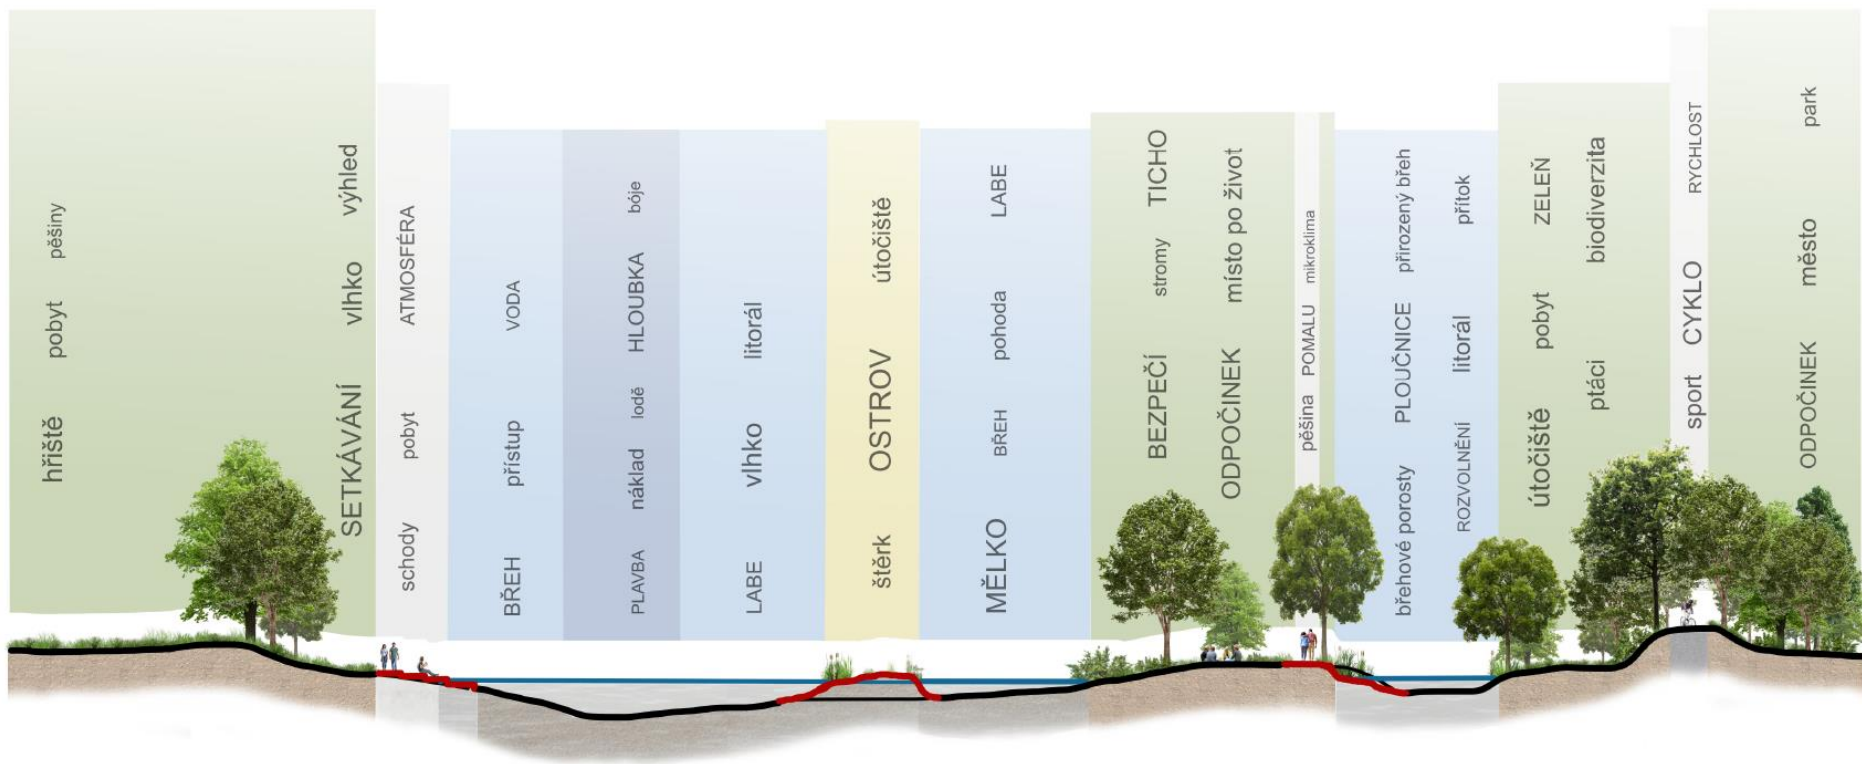 hřiště pobyt pěšiny
SETKÁVÁNÍ vlhko výhled
schody pobyt ATMOSFÉRA
BŘEH přístup VODA
PLAVBA náklad lodě HLOUBKA bóje
LABE vlhko litorál
štěrk OSTROV útočiště
MĚLKO BŘEH pohoda LABE
BEZPEČÍ stromy TICHO
ODPOČINEK místo po život
pěšina POMALU mikroklima
břehové porosty PLOUČNICE přirozený břeh
ROZVOLNĚNÍ litorál přítok
útočiště pobyt ZELEŇ
ptáci biodiverzita
sport CYKLO RYCHLOST
ODPOČINEK město park